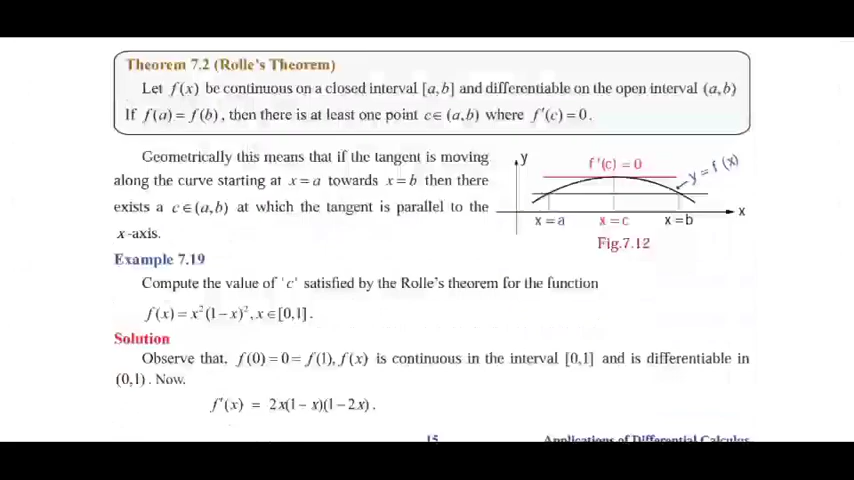 Theorem 7.2 (Rolle's Theorem)
Let f(x) be continuous on a closed interval [a,b] and differentiable on the open interval (a,b)
If f(a) = f(b), then there is at least one point c∈ (a,b) where f′(c) = 0.
Geometrically this means that if the tangent is moving
along the curve starting at x = a towards x = b then there
exists a c∈(a,b) at which the tangent is parallel to the
x-axis.
y
f'(c) = 0
y = f (x)
x = a
x = c
x = b
x
Fig.7.12
Example 7.19
Compute the value of 'c' satisfied by the Rolle's theorem for the function
f(x) = x²(1−x)², x∈[0,1].
Solution
Observe that, f(0) = 0 = f(1), f(x) is continuous in the interval [0,1] and is differentiable in
(0,1). Now,
f′(x) = 2x(1−x)(1−2x).
15 Applications of Differential Calculus